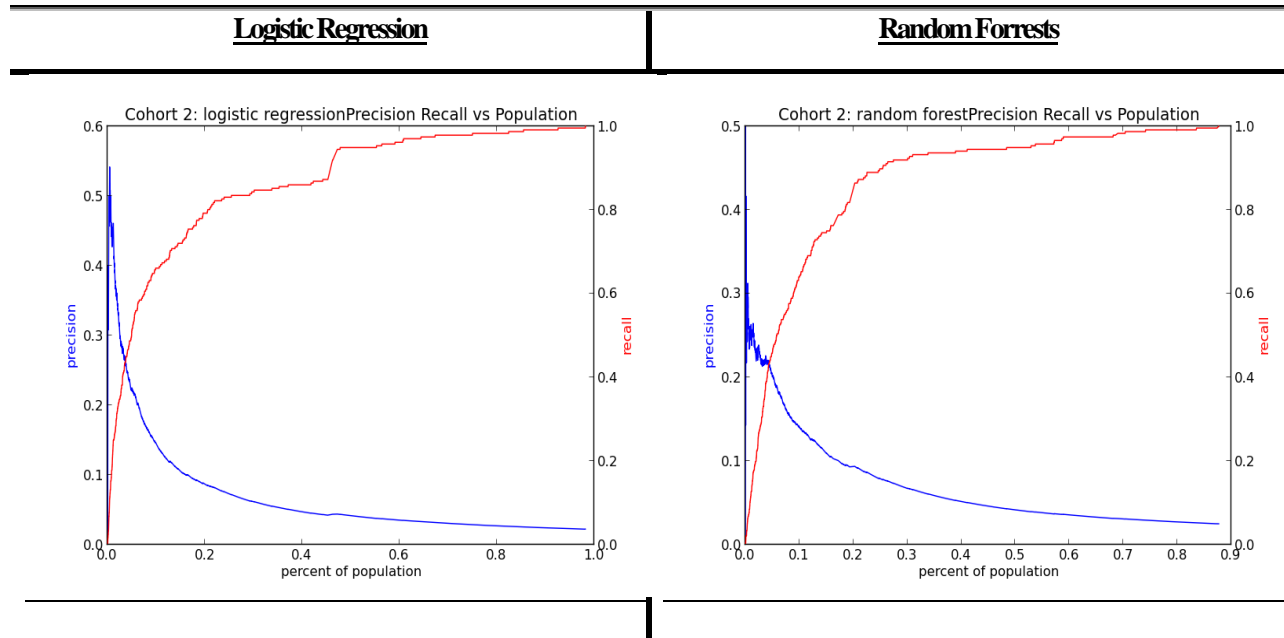 Logistic Regression
Random Forrests
Cohort 2: logistic regressionPrecision Recall vs Population
0.6
0.5
0.4
0.3
0.2
0.1
0.0
precision
1.0
0.8
0.6
0.4
0.2
0.0
recall
0.0 0.2 0.4 0.6 0.8 1.0
percent of population
Cohort 2: random forestPrecision Recall vs Population
0.5
0.4
0.3
0.2
0.1
0.0
precision
1.0
0.8
0.6
0.4
0.2
0.0
recall
0.0 0.1 0.2 0.3 0.4 0.5 0.6 0.7 0.8 0.9
percent of population